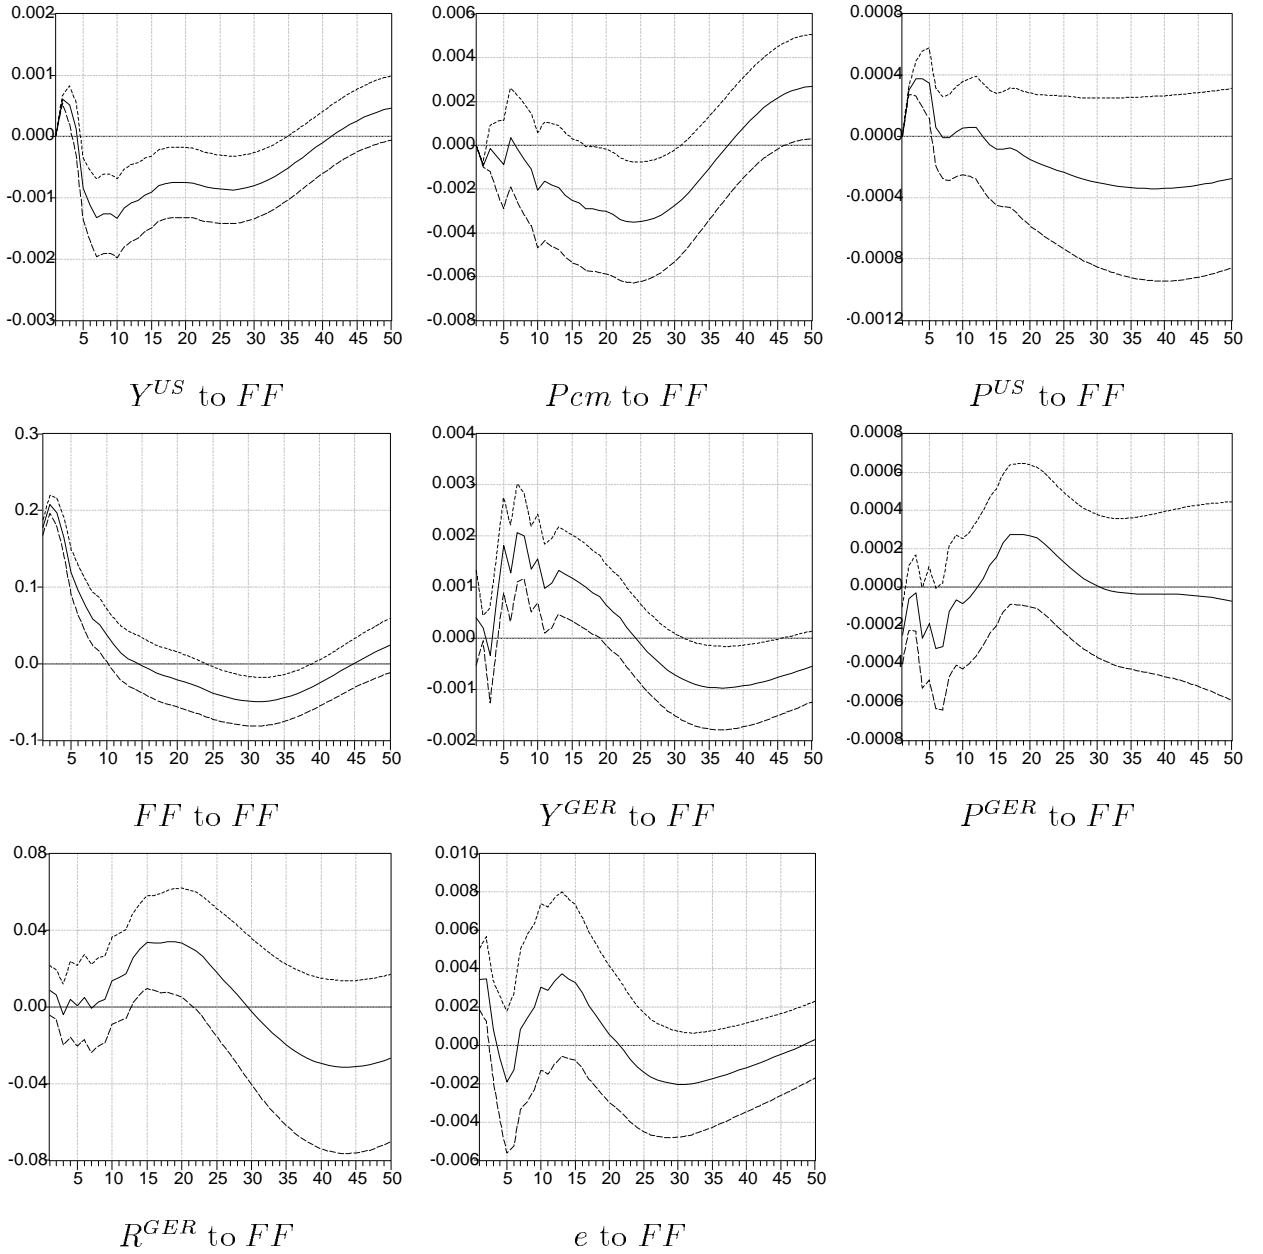 0.002 0.001 0.000 -0.001 -0.002 -0.003
5 10 15 20 25 30 35 40 45 50
Y^US to FF
0.006 0.004 0.002 0.000 -0.002 -0.004 -0.006 -0.008
5 10 15 20 25 30 35 40 45 50
Pcm to FF
0.0008 0.0004 0.0000 -0.0004 -0.0008 -0.0012
5 10 15 20 25 30 35 40 45 50
P^US to FF
0.3 0.2 0.1 0.0 -0.1
5 10 15 20 25 30 35 40 45 50
FF to FF
0.004 0.003 0.002 0.001 0.000 -0.001 -0.002
5 10 15 20 25 30 35 40 45 50
Y^GER to FF
0.0008 0.0006 0.0004 0.0002 0.0000 -0.0002 -0.0004 -0.0006 -0.0008
5 10 15 20 25 30 35 40 45 50
P^GER to FF
0.08 0.04 0.00 -0.04 -0.08
5 10 15 20 25 30 35 40 45 50
R^GER to FF
0.010 0.008 0.006 0.004 0.002 0.000 -0.002 -0.004 -0.006
5 10 15 20 25 30 35 40 45 50
e to FF